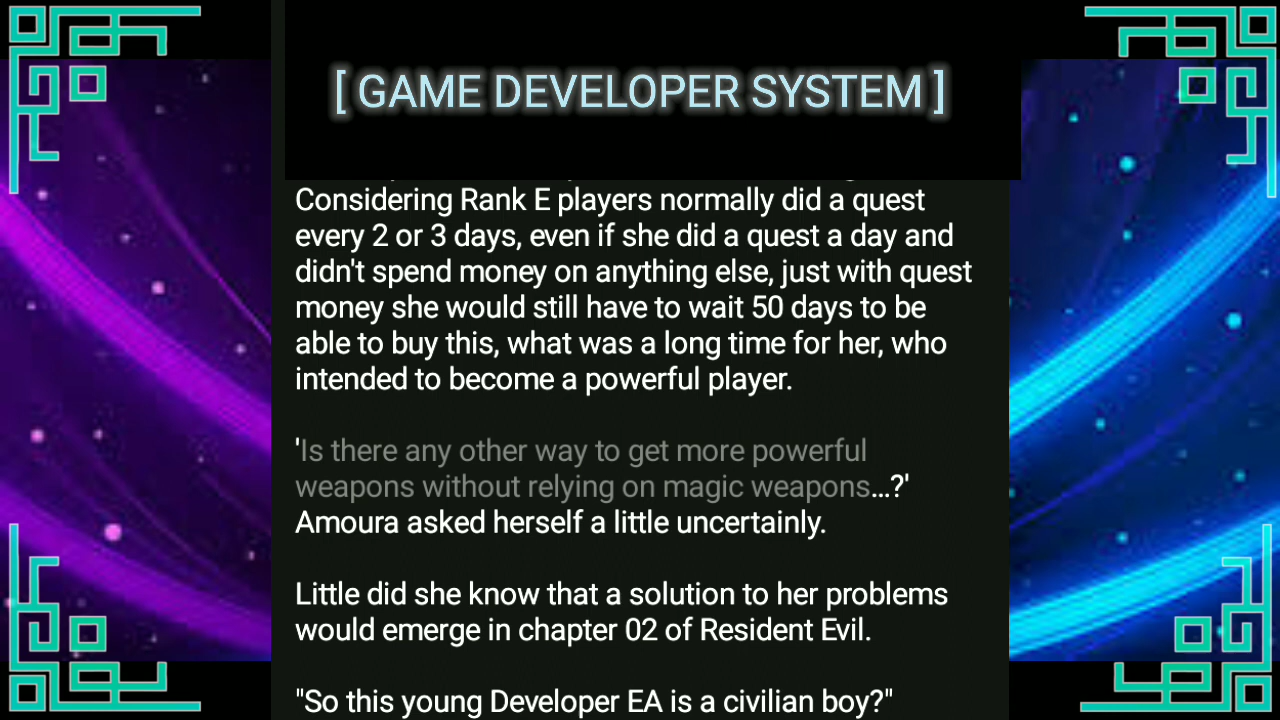 [ GAME DEVELOPER SYSTEM ]
Considering Rank E players normally did a quest
every 2 or 3 days, even if she did a quest a day and
didn't spend money on anything else, just with quest
money she would still have to wait 50 days to be
able to buy this, what was a long time for her, who
intended to become a powerful player.
'Is there any other way to get more powerful
weapons without relying on magic weapons...?'
Amoura asked herself a little uncertainly.
Little did she know that a solution to her problems
would emerge in chapter 02 of Resident Evil.
"So this young Developer EA is a civilian boy?"